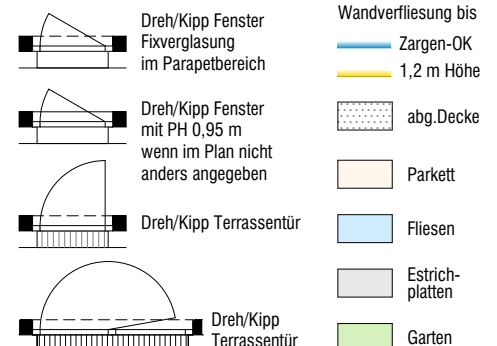 Dreh/Kipp Fenster
Fixverglasung
im Parapetbereich
Dreh/Kipp Fenster
mit PH 0,95 m
wenn im Plan nicht
anders angegeben
Dreh/Kipp Terrassentür
Dreh/Kipp
Terrassentür
Wandverfliesung bis
Zargen-OK
1,2 m Höhe
abg.Decke
Parkett
Fliesen
Estrich-
platten
Garten